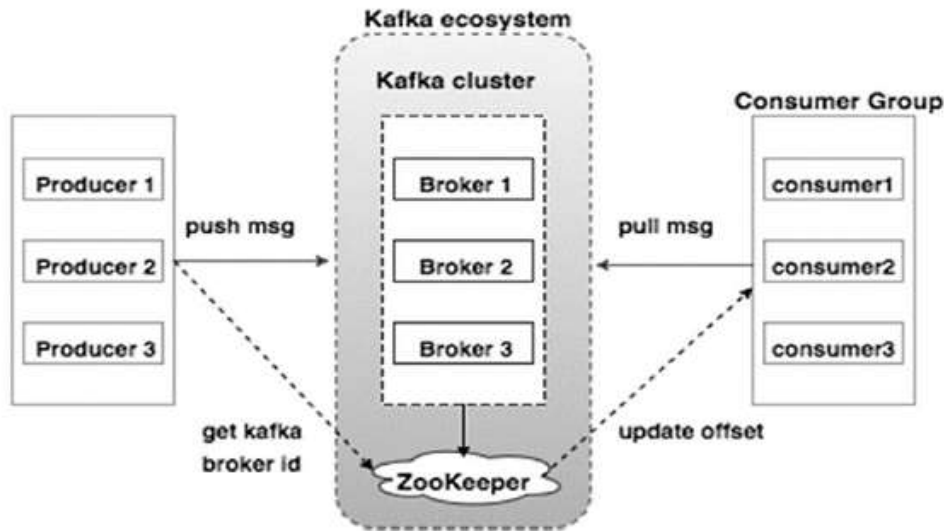 Kafka ecosystem
Kafka cluster
Consumer Group
Producer 1
Producer 2
Producer 3
push msg
Broker 1
Broker 2
Broker 3
pull msg
consumer1
consumer2
consumer3
get kafka
broker id
ZooKeeper
update offset